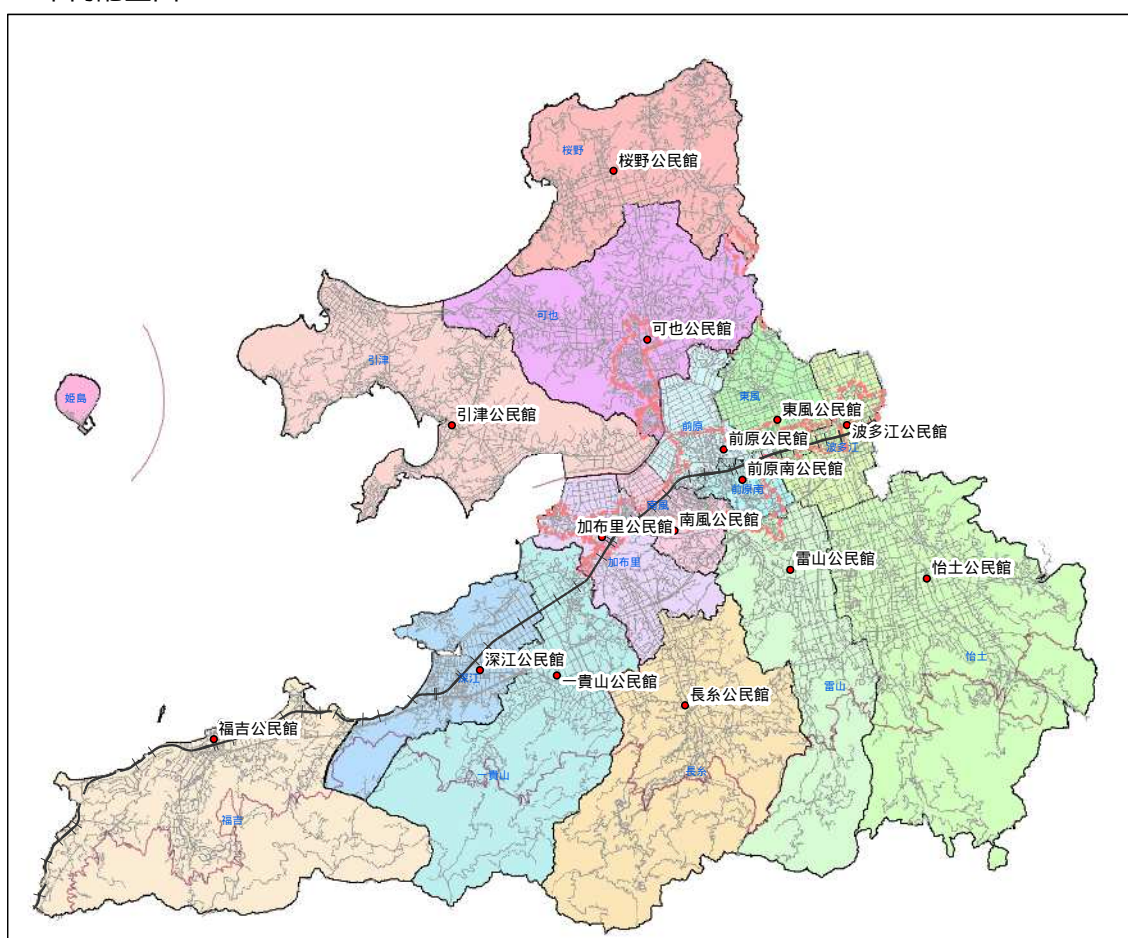 桜野
桜野公民館
可也
可也公民館
引津
姫島
東風
東風公民館
引津公民館
前原
波多江公民館
前原公民館
波多江
前原南公民館
前原南
南風公民館
加布里公民館
加布里
雷山公民館
怡土公民館
怡土
深江公民館
深江
一貴山公民館
雷山
長糸公民館
福吉公民館
一貴山
長糸
福吉